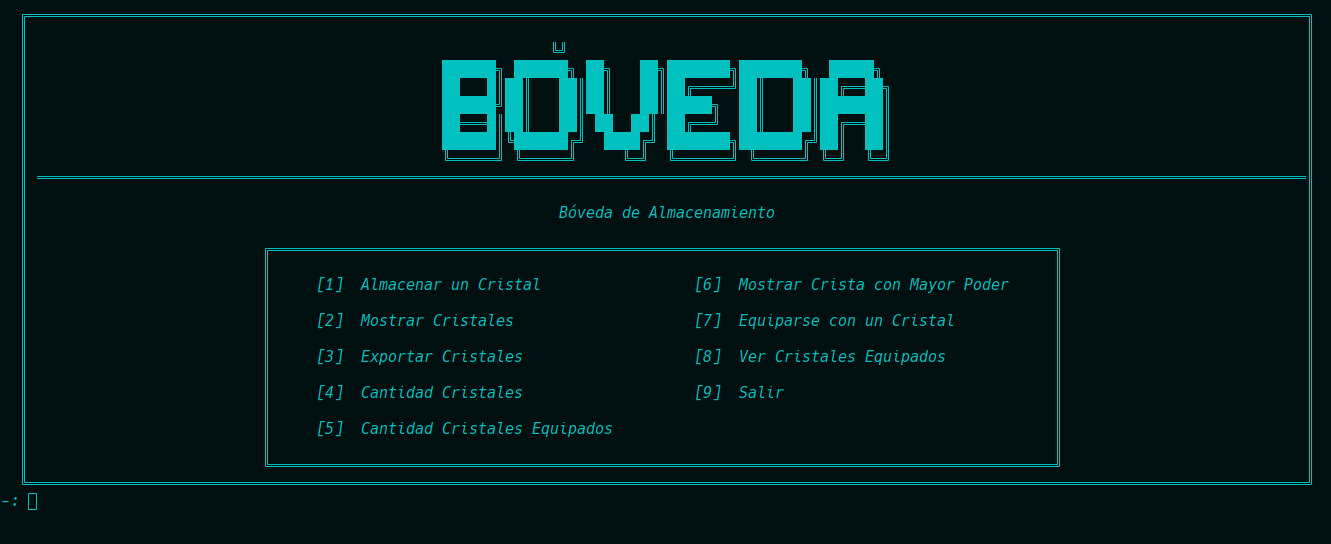 BÓVEDA
Bóveda de Almacenamiento
[1] Almacenar un Cristal
[2] Mostrar Cristales
[3] Exportar Cristales
[4] Cantidad Cristales
[5] Cantidad Cristales Equipados
[6] Mostrar Crista con Mayor Poder
[7] Equiparse con un Cristal
[8] Ver Cristales Equipados
[9] Salir
-: